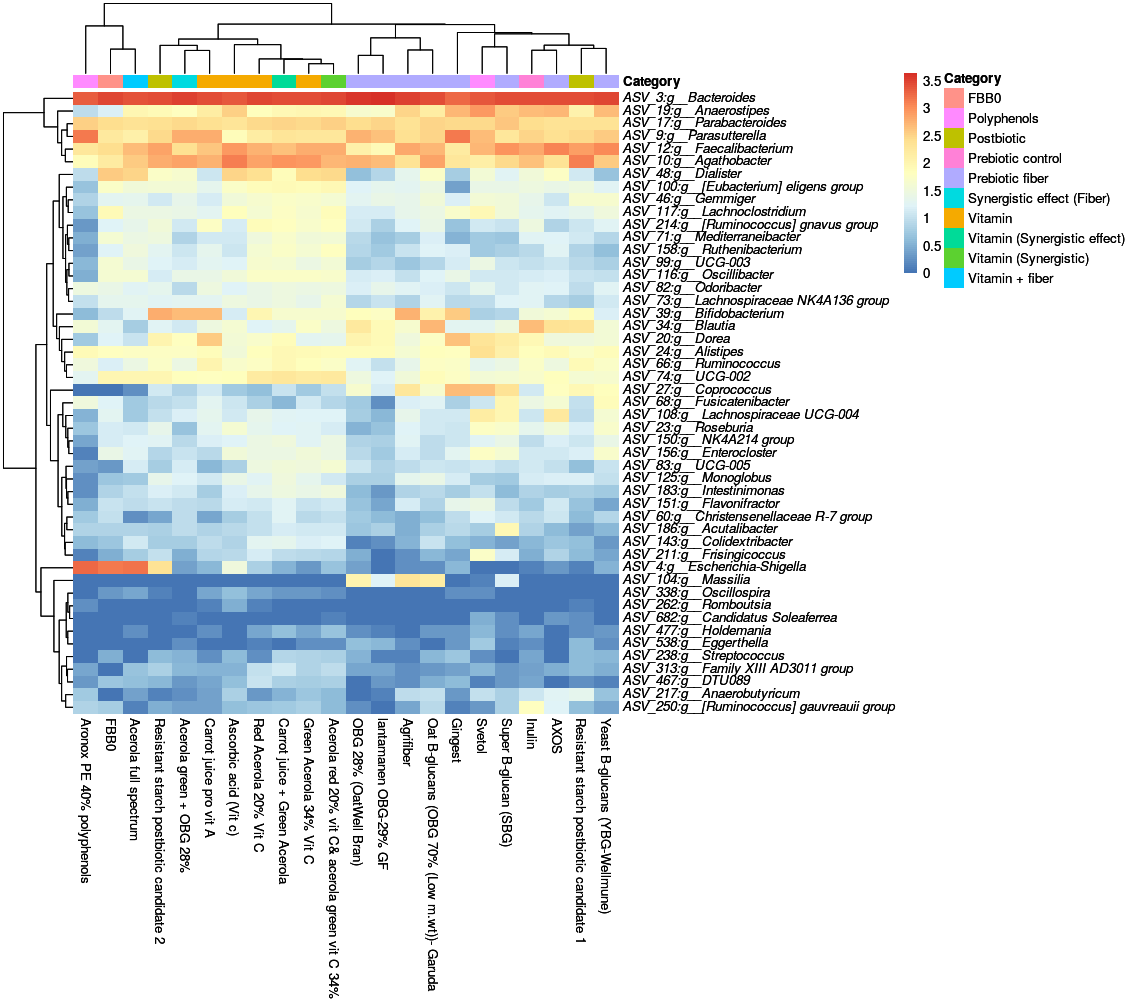 Category
ASV_3:g__Bacteroides
ASV_19:g__Anaerostipes
ASV_17:g__Parabacteroides
ASV_9:g__Parasutterella
ASV_12:g__Faecalibacterium
ASV_10:g__Agathobacter
ASV_48:g__Dialister
ASV_100:g__[Eubacterium] eligens group
ASV_46:g__Gemmiger
ASV_117:g__Lachnoclostridium
ASV_214:g__[Ruminococcus] gnavus group
ASV_71:g__Mediterraneibacter
ASV_158:g__Ruthenibacterium
ASV_99:g__UCG-003
ASV_116:g__Oscillibacter
ASV_82:g__Odoribacter
ASV_73:g__Lachnospiraceae NK4A136 group
ASV_39:g__Bifidobacterium
ASV_34:g__Blautia
ASV_20:g__Dorea
ASV_24:g__Alistipes
ASV_66:g__Ruminococcus
ASV_74:g__UCG-002
ASV_27:g__Coprococcus
ASV_68:g__Fusicatenibacter
ASV_108:g__Lachnospiraceae UCG-004
ASV_23:g__Roseburia
ASV_150:g__NK4A214 group
ASV_156:g__Enterocloster
ASV_83:g__UCG-005
ASV_125:g__Monoglobus
ASV_183:g__Intestinimonas
ASV_151:g__Flavonifractor
ASV_60:g__Christensenellaceae R-7 group
ASV_186:g__Acutalibacter
ASV_143:g__Colidextribacter
ASV_211:g__Frisingicoccus
ASV_4:g__Escherichia-Shigella
ASV_104:g__Massilia
ASV_338:g__Oscillospira
ASV_262:g__Romboutsia
ASV_682:g__Candidatus Soleaferrea
ASV_477:g__Holdemania
ASV_538:g__Eggerthella
ASV_238:g__Streptococcus
ASV_313:g__Family XIII AD3011 group
ASV_467:g__DTU089
ASV_217:g__Anaerobutyricum
ASV_250:g__[Ruminococcus] gauvreauii group
Aronox PE 40% polyphenols
FBB0
Acerola full spectrum
Resistant starch postbiotic candidate 2
Acerola green + OBG 28%
Carrot juice pro vit A
Ascorbic acid (Vit c)
Red Acerola 20% Vit C
Carrot juice + Green Acerola
Green Acerola 34% Vit C
Acerola red 20% vit C& acerola green vit C 34%
OBG 28% (OatWell Bran)
lantamanen OBG-29% GF
Agrifiber
Oat B-glucans (OBG 70% (Low m.wt))- Garuda
Gingest
Svetol
Super B-glucan (SBG)
Inulin
AXOS
Resistant starch postbiotic candidate 1
Yeast B-glucans (YBG-Wellmune)
3.5
3
2.5
2
1.5
1
0.5
0
Category
FBB0
Polyphenols
Postbiotic
Prebiotic control
Prebiotic fiber
Synergistic effect (Fiber)
Vitamin
Vitamin (Synergistic effect)
Vitamin (Synergistic)
Vitamin + fiber